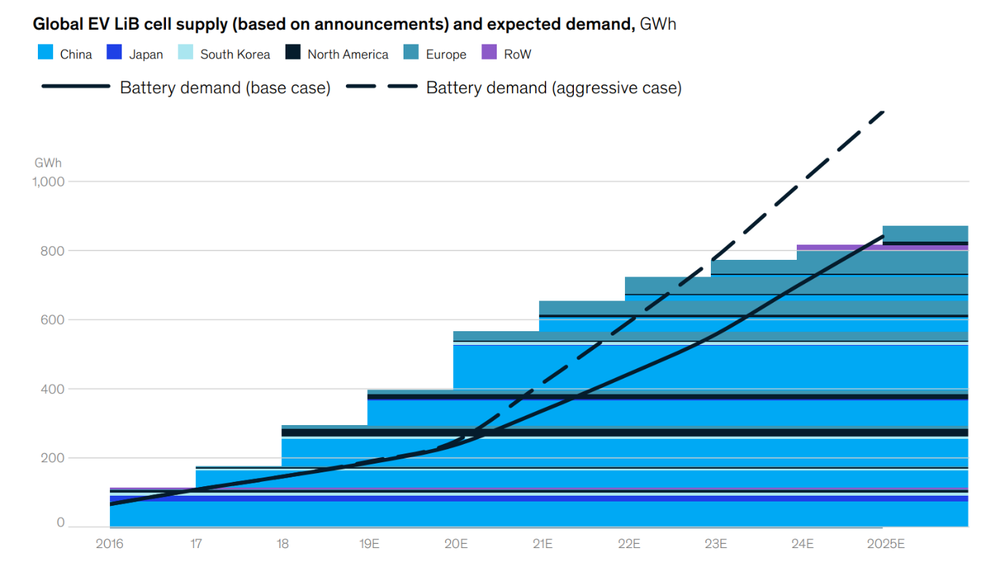 Global EV LiB cell supply (based on announcements) and expected demand, GWh
China Japan South Korea North America Europe RoW
Battery demand (base case) Battery demand (aggressive case)
GWh
1,000
800
600
400
200
0
2016 17 18 19E 20E 21E 22E 23E 24E 2025E